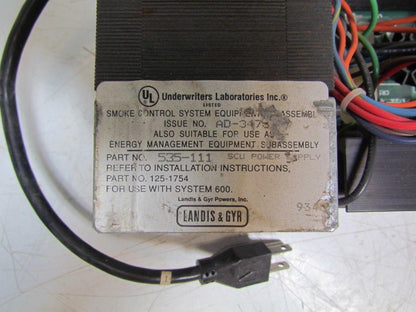 UL Underwriters Laboratories Inc.®
LISTED
SMOKE CONTROL SYSTEM EQUIPMENT
ISSUE NO. AD-3475
ALSO SUITABLE FOR USE AS
ENERGY MANAGEMENT EQUIPMENT SUBASSEMBLY
PART NO. 535-111 SCU POWER SUPPLY
REFER TO INSTALLATION INSTRUCTIONS,
PART NO. 125-1754
FOR USE WITH SYSTEM 600.
Landis & Gyr Powers, Inc.
LANDIS & GYR